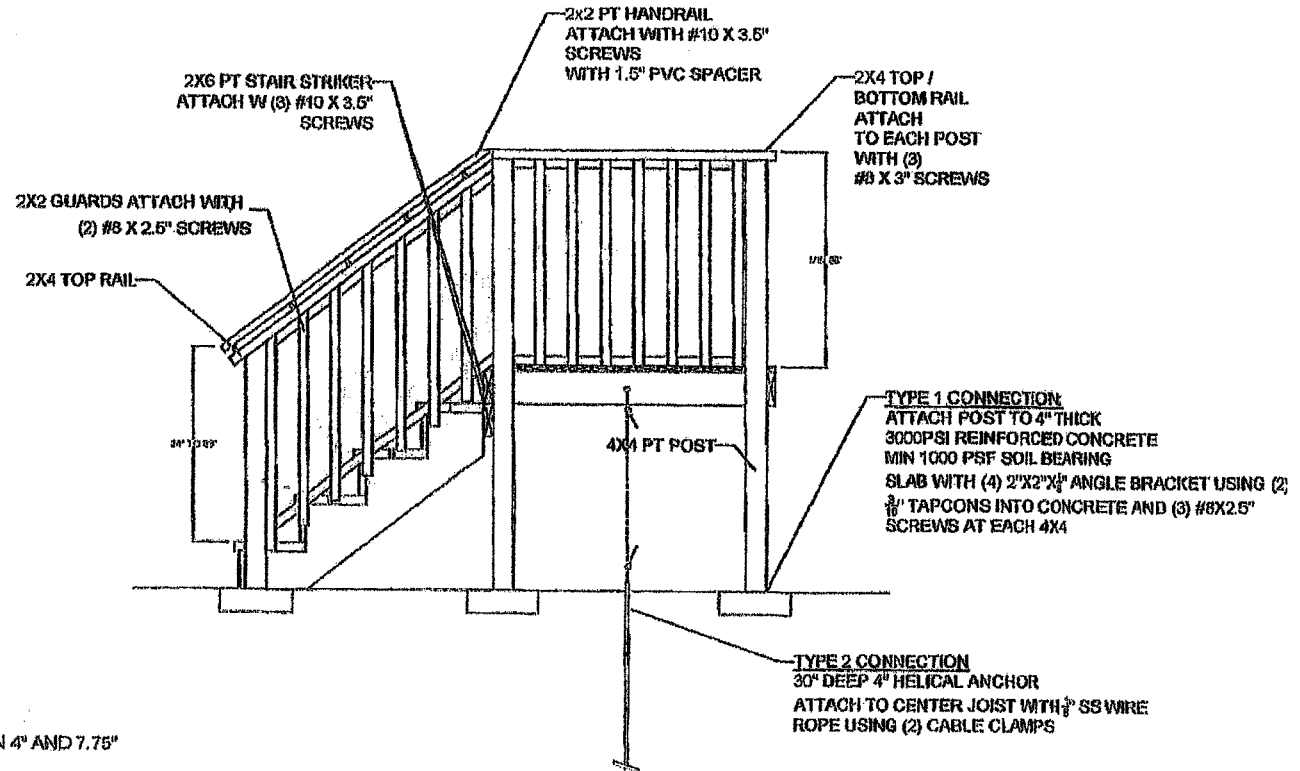 2x2 PT HANDRAIL
ATTACH WITH #10 X 3.5"
SCREWS
WITH 1.5" PVC SPACER
2X6 PT STAIR STRIKER
ATTACH W (3) #10 X 3.5"
SCREWS
2X4 TOP /
BOTTOM RAIL
ATTACH
TO EACH POST
WITH (3)
#8 X 3" SCREWS
2X2 GUARDS ATTACH WITH
(2) #8 X 2.5" SCREWS
2X4 TOP RAIL
4X4 PT POST
TYPE 1 CONNECTION
ATTACH POST TO 4" THICK
3000PSI REINFORCED CONCRETE
MIN 1000 PSF SOIL BEARING
SLAB WITH (4) 2"X2"X ANGLE BRACKET USING (2)
TAPCONS INTO CONCRETE AND (3) #8X2.5"
SCREWS AT EACH 4X4
TYPE 2 CONNECTION
30" DEEP 4" HELICAL ANCHOR
ATTACH TO CENTER JOIST WITH SS WIRE
ROPE USING (2) CABLE CLAMPS
4" AND 7.75"